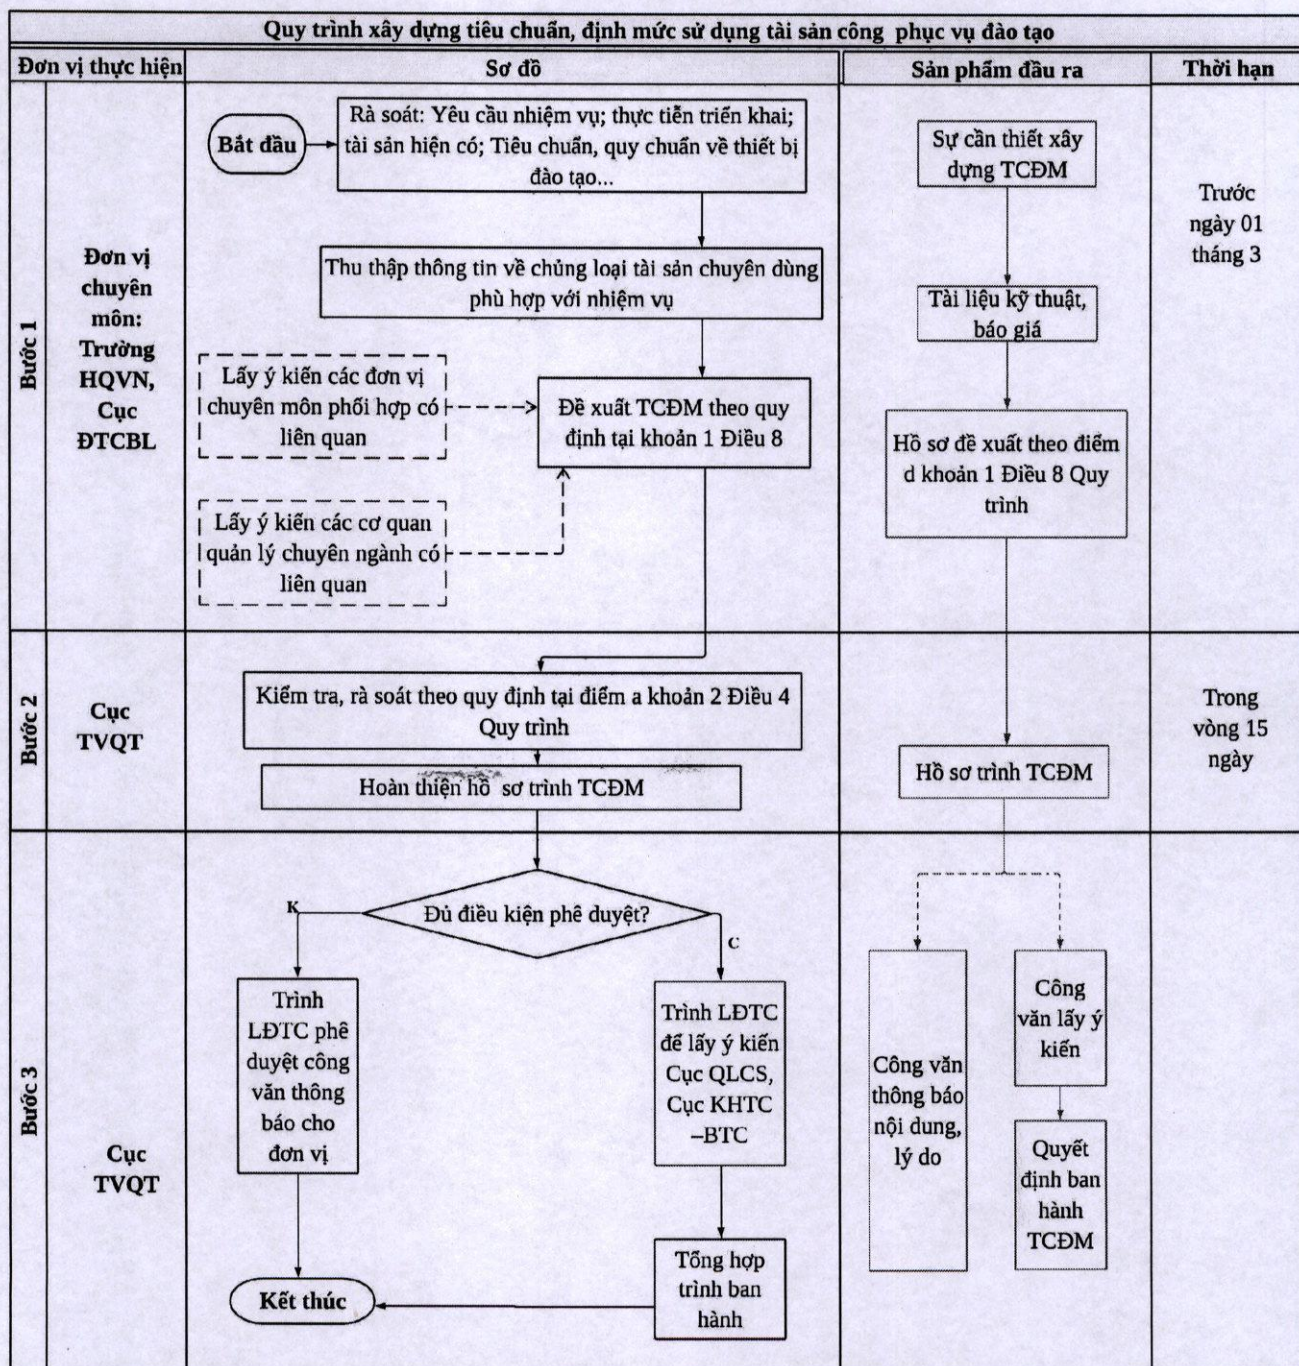 Quy trình xây dựng tiêu chuẩn, định mức sử dụng tài sản công phục vụ đào tạo
Đơn vị thực hiện
Sơ đồ
Sản phẩm đầu ra
Thời hạn
Bước 1
Đơn vị
chuyên
môn:
Trường
HQVN,
Cục
ĐTCBL
Bắt đầu
Rà soát: Yêu cầu nhiệm vụ; thực tiễn triển khai;
tài sản hiện có; Tiêu chuẩn, quy chuẩn về thiết bị
đào tạo...
Thu thập thông tin về chủng loại tài sản chuyên dùng
phù hợp với nhiệm vụ
Lấy ý kiến các đơn vị
chuyên môn phối hợp có
liên quan
Đề xuất TCĐM theo quy
định tại khoản 1 Điều 8
Lấy ý kiến các cơ quan
quản lý chuyên ngành có
liên quan
Sự cần thiết xây
dựng TCĐM
Tài liệu kỹ thuật,
báo giá
Hồ sơ đề xuất theo điểm
d khoản 1 Điều 8 Quy
trình
Trước
ngày 01
tháng 3
Bước 2
Cục
TVQT
Kiểm tra, rà soát theo quy định tại điểm a khoản 2 Điều 4
Quy trình
Hoàn thiện hồ sơ trình TCĐM
Hồ sơ trình TCĐM
Trong
vòng 15
ngày
Bước 3
Cục
TVQT
Đủ điều kiện phê duyệt?
K
C
Trình
LĐTC phê
duyệt công
văn thông
báo cho
đơn vị
Trình LĐTC
để lấy ý kiến
Cục QLCS,
Cục KHTC
–BTC
Tổng hợp
trình ban
hành
Kết thúc
Công văn
thông báo
nội dung,
lý do
Công
văn lấy ý
kiến
Quyết
định ban
hành
TCĐM